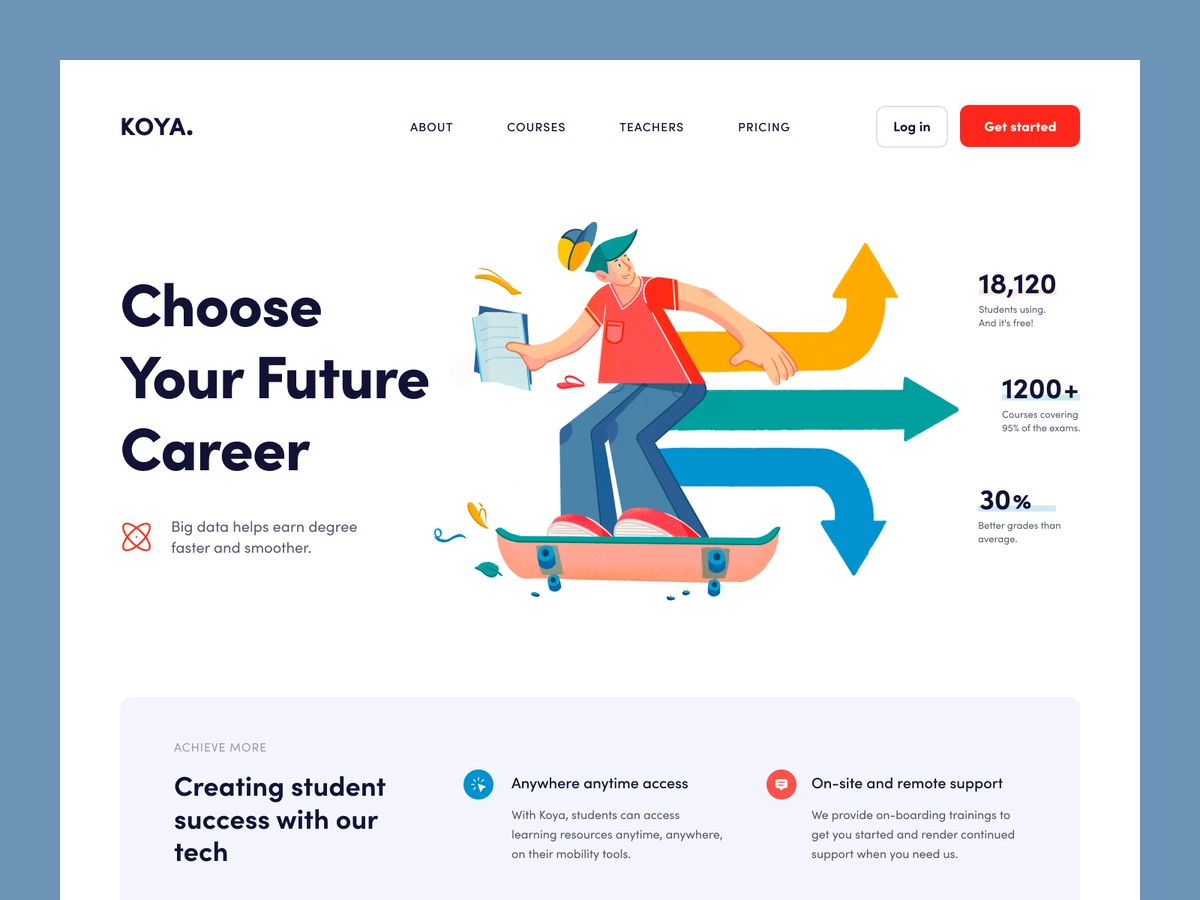 KOYA.
ABOUT
COURSES
TEACHERS
PRICING
Log in
Get started
Choose
Your Future
Career
Big data helps earn degree
faster and smoother.
18,120
Students using.
And it's free!
1200+
Courses covering
95% of the exams.
30%
Better grades than
average.
ACHIEVE MORE
Creating student
success with our
tech
Anywhere anytime access
With Koya, students can access
learning resources anytime, anywhere,
on their mobility tools.
On-site and remote support
We provide on-boarding trainings to
get you started and render continued
support when you need us.